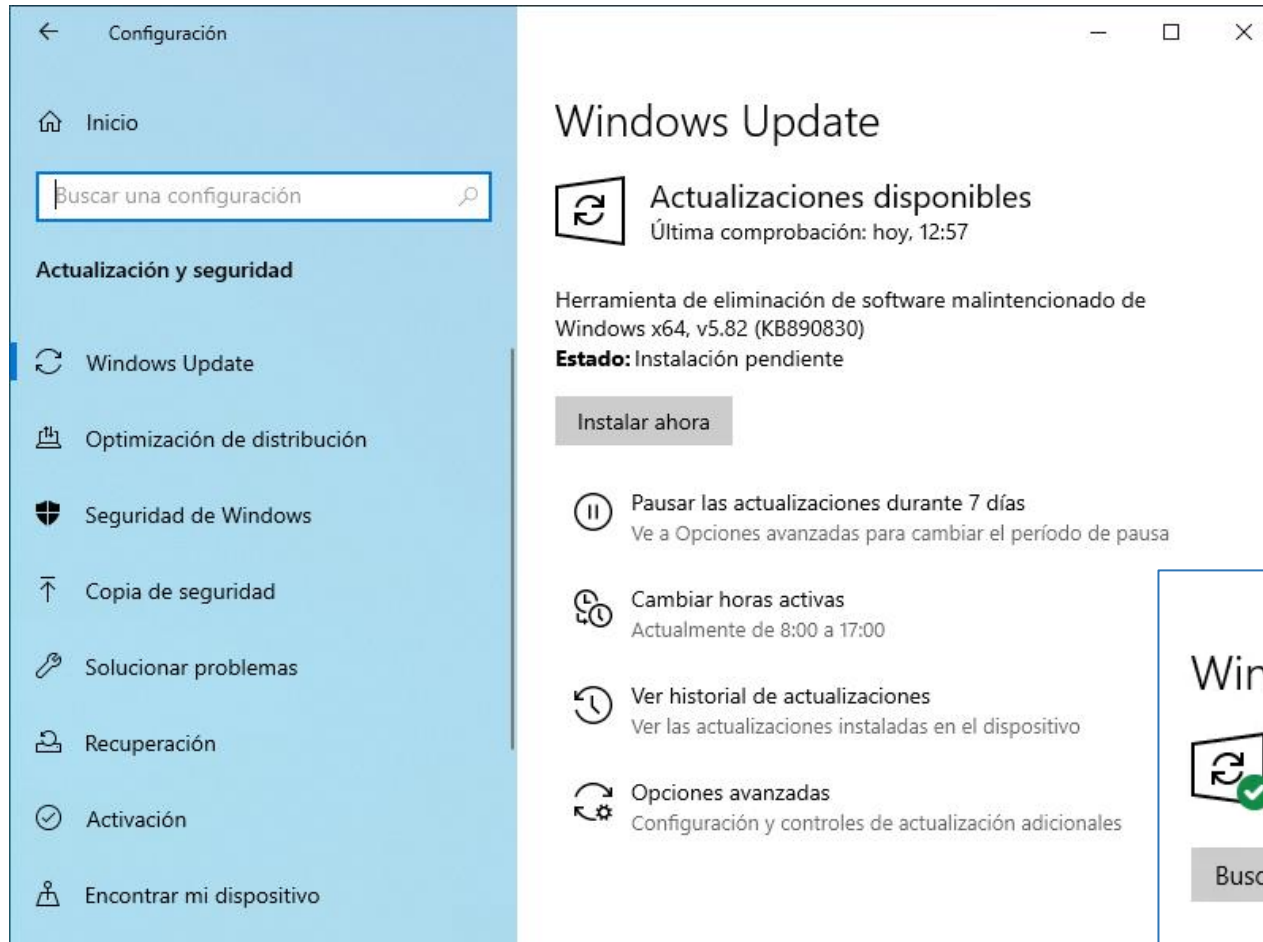 Configuración
Inicio
Buscar una configuración
Actualización y seguridad
Windows Update
Optimización de distribución
Seguridad de Windows
Copia de seguridad
Solucionar problemas
Recuperación
Activación
Encontrar mi dispositivo
Windows Update
Actualizaciones disponibles
Última comprobación: hoy, 12:57
Herramienta de eliminación de software malintencionado de
Windows x64, v5.82 (KB890830)
Estado: Instalación pendiente
Instalar ahora
Pausar las actualizaciones durante 7 días
Ve a Opciones avanzadas para cambiar el período de pausa
Cambiar horas activas
Actualmente de 8:00 a 17:00
Ver historial de actualizaciones
Ver las actualizaciones instaladas en el dispositivo
Opciones avanzadas
Configuración y controles de actualización adicionales